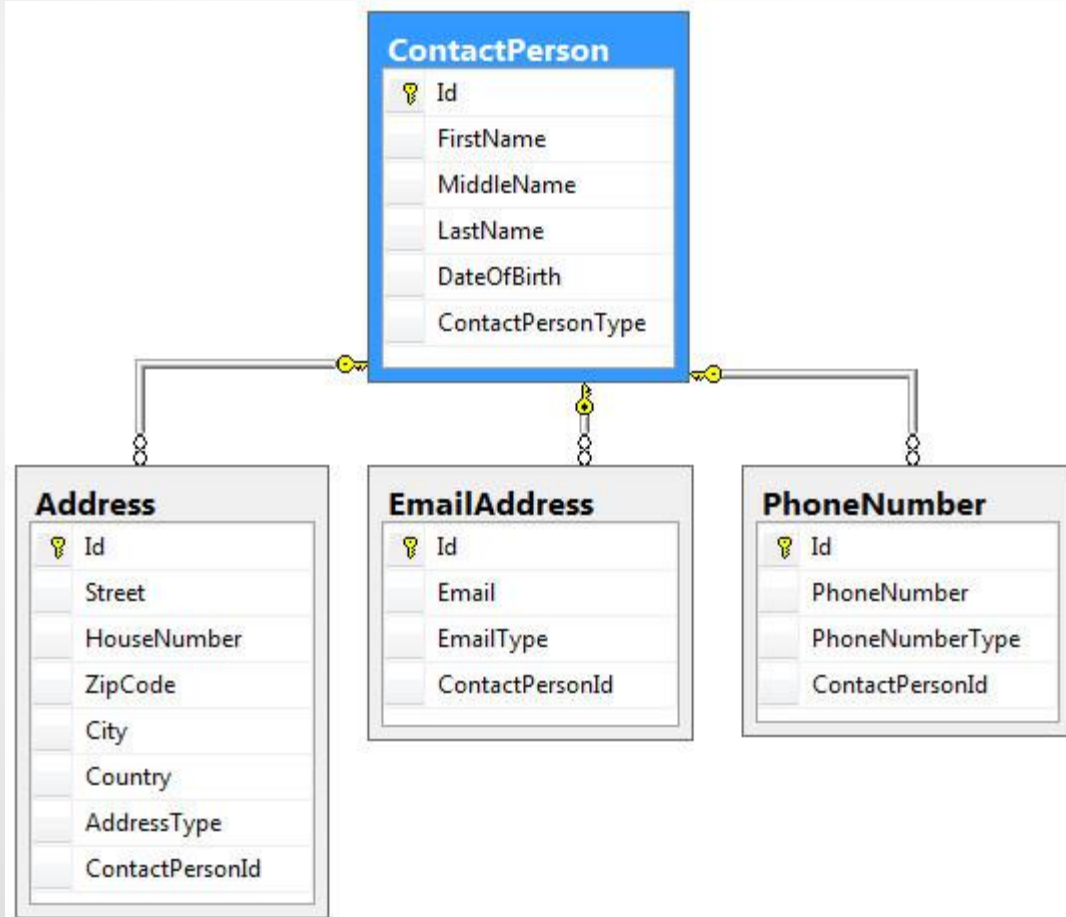 ContactPerson
Id
FirstName
MiddleName
LastName
DateOfBirth
ContactPersonType
Address
Id
Street
HouseNumber
ZipCode
City
Country
AddressType
ContactPersonId
EmailAddress
Id
Email
EmailType
ContactPersonId
PhoneNumber
Id
PhoneNumber
PhoneNumberType
ContactPersonId